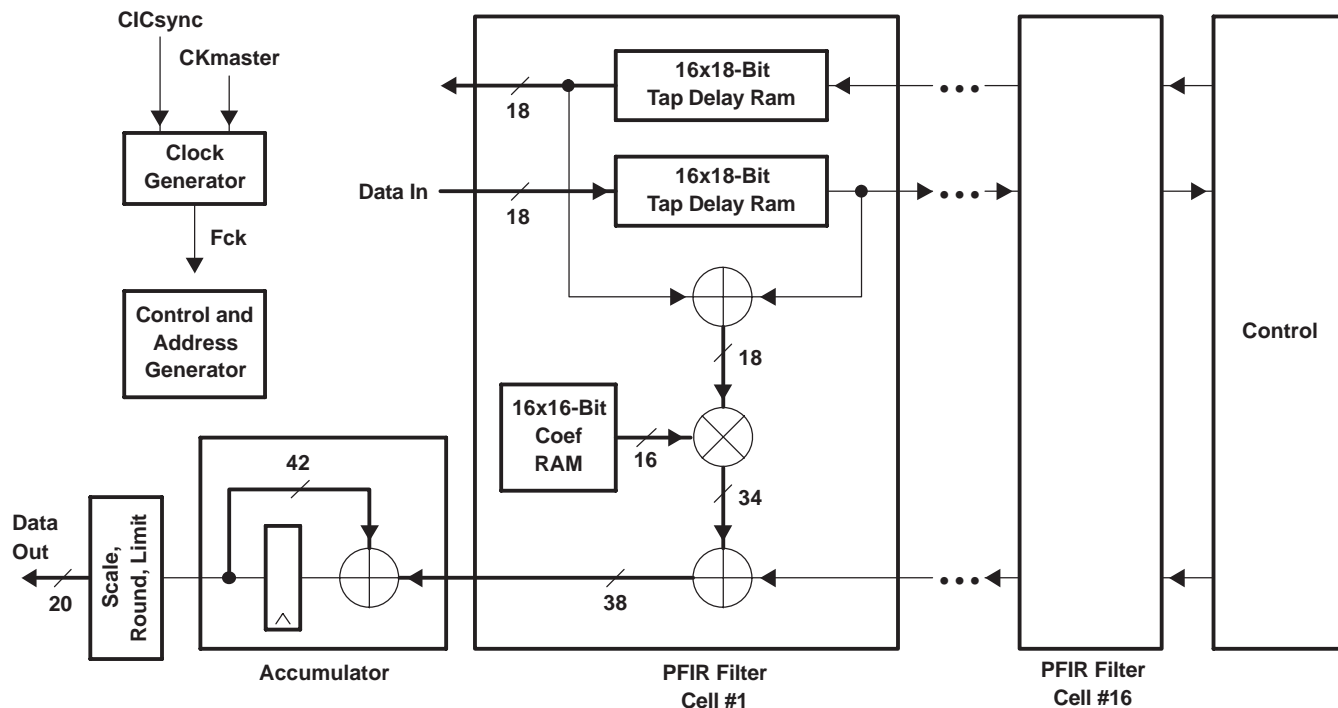 CICsync
CKmaster
Clock
Generator
Fck
Control and
Address
Generator
18
16x18-Bit
Tap Delay Ram
Data In
18
16x18-Bit
Tap Delay Ram
18
16x16-Bit
Coef
RAM
16
34
38
42
Data
Out
20
Scale,
Round, Limit
Accumulator
PFIR Filter
Cell #1
PFIR Filter
Cell #16
Control